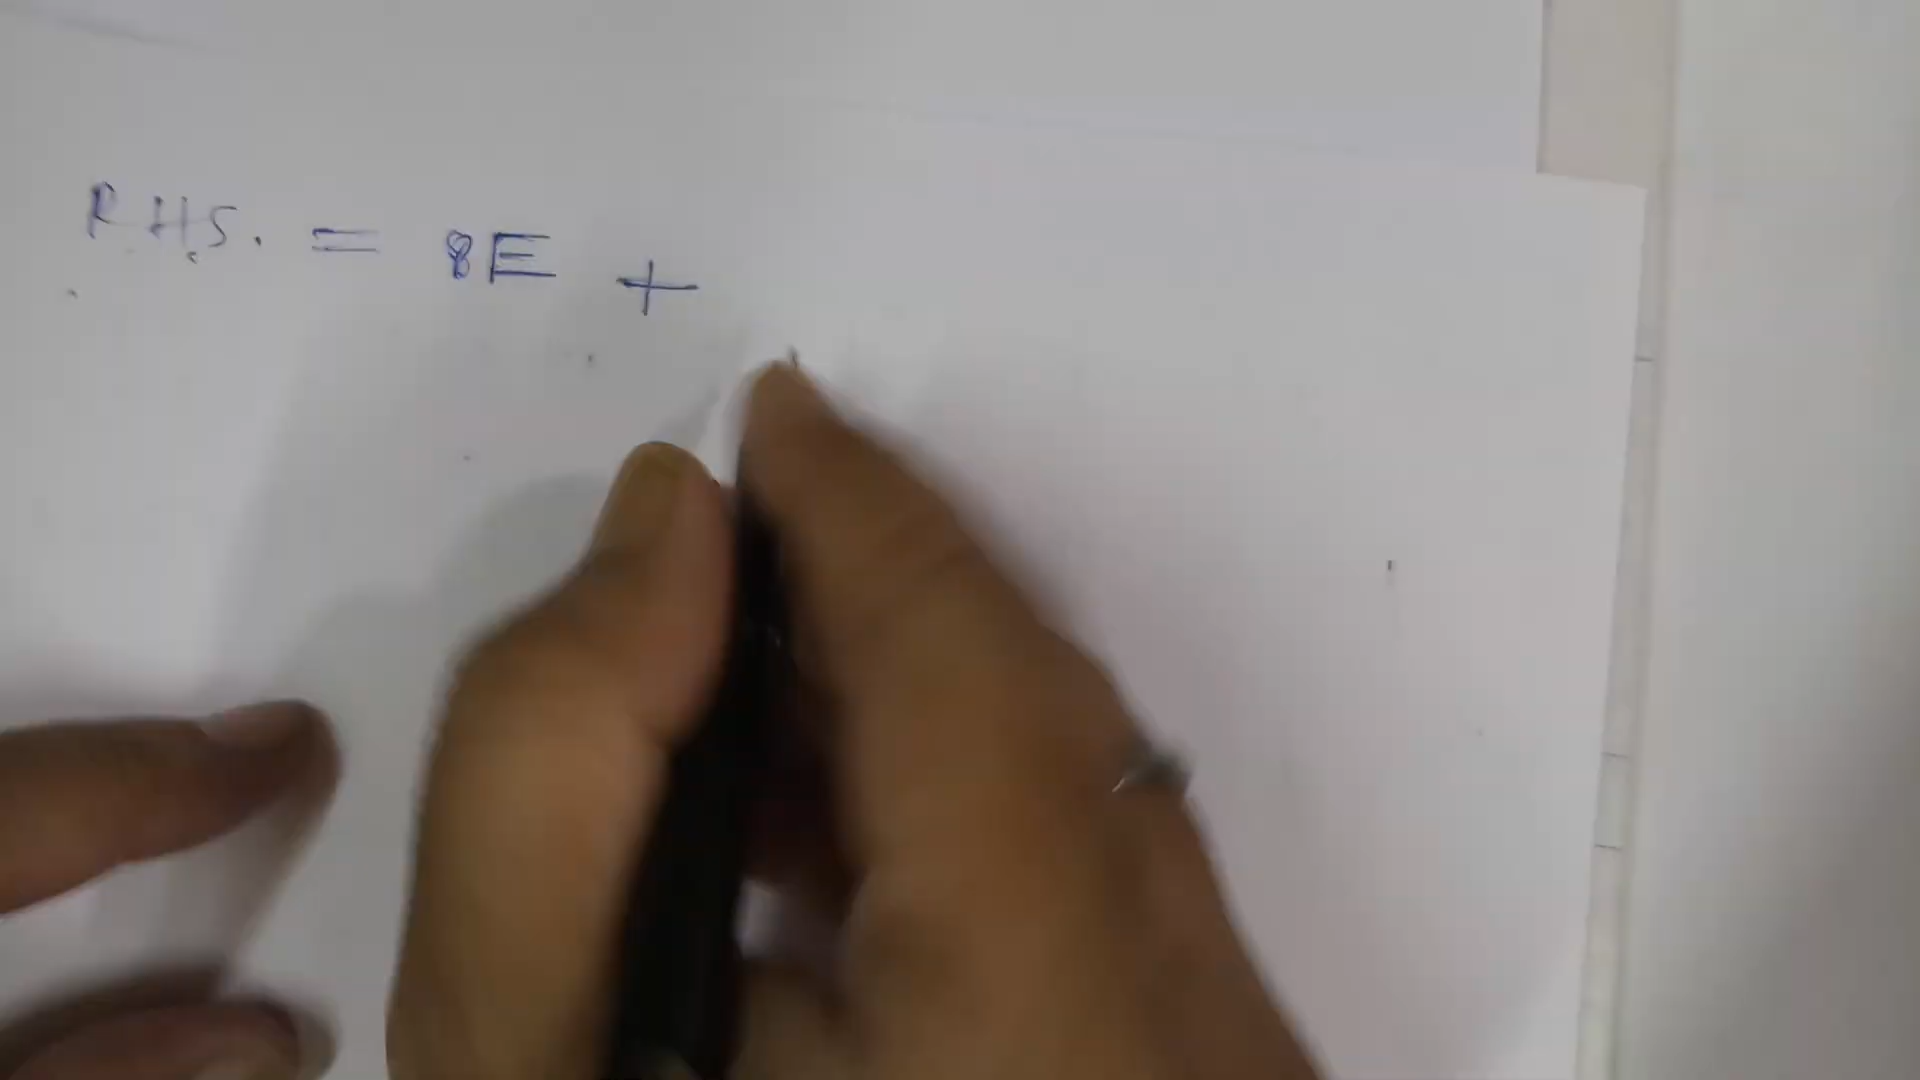 R.H.S. = 8E +